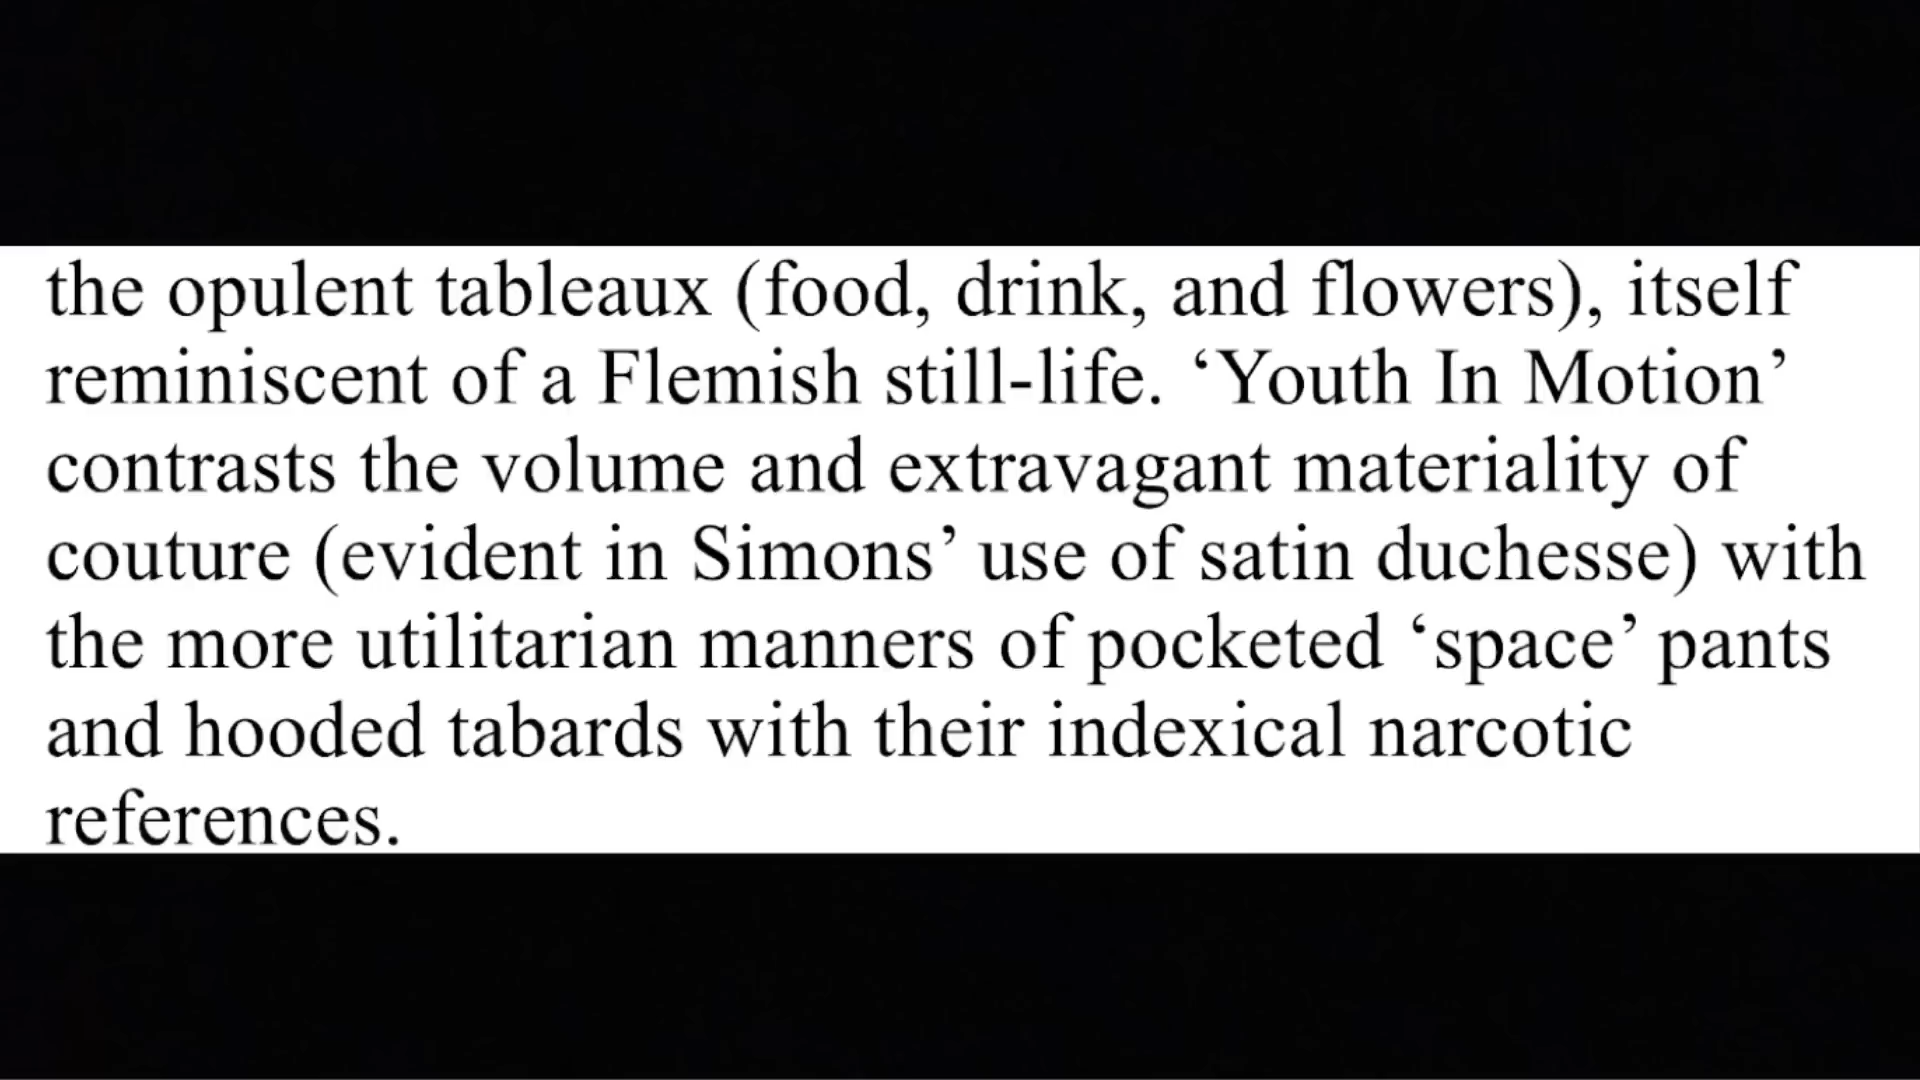 the opulent tableaux (food, drink, and flowers), itself
reminiscent of a Flemish still-life. ‘Youth In Motion’
contrasts the volume and extravagant materiality of
couture (evident in Simons’ use of satin duchesse) with
the more utilitarian manners of pocketed ‘space’ pants
and hooded tabards with their indexical narcotic
references.